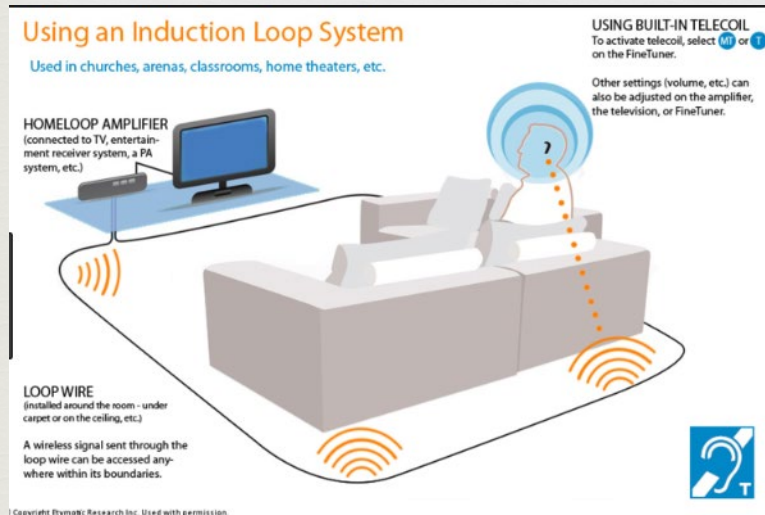 Using an Induction Loop System
Used in churches, arenas, classrooms, home theaters, etc.
USING BUILT-IN TELECOIL
To activate telecoil, select MT or T
on the FineTuner.
Other settings (volume, etc.) can
also be adjusted on the amplifier,
the television, or FineTuner.
HOMELOOP AMPLIFIER
(connected to TV, entertain-
ment receiver system, a PA
system, etc.)
LOOP WIRE
(installed around the room - under
carpet or on the ceiling, etc.)
A wireless signal sent through the
loop wire can be accessed any-
where within its boundaries.
T
Copyright Etymotic Research Inc. Used with permission.